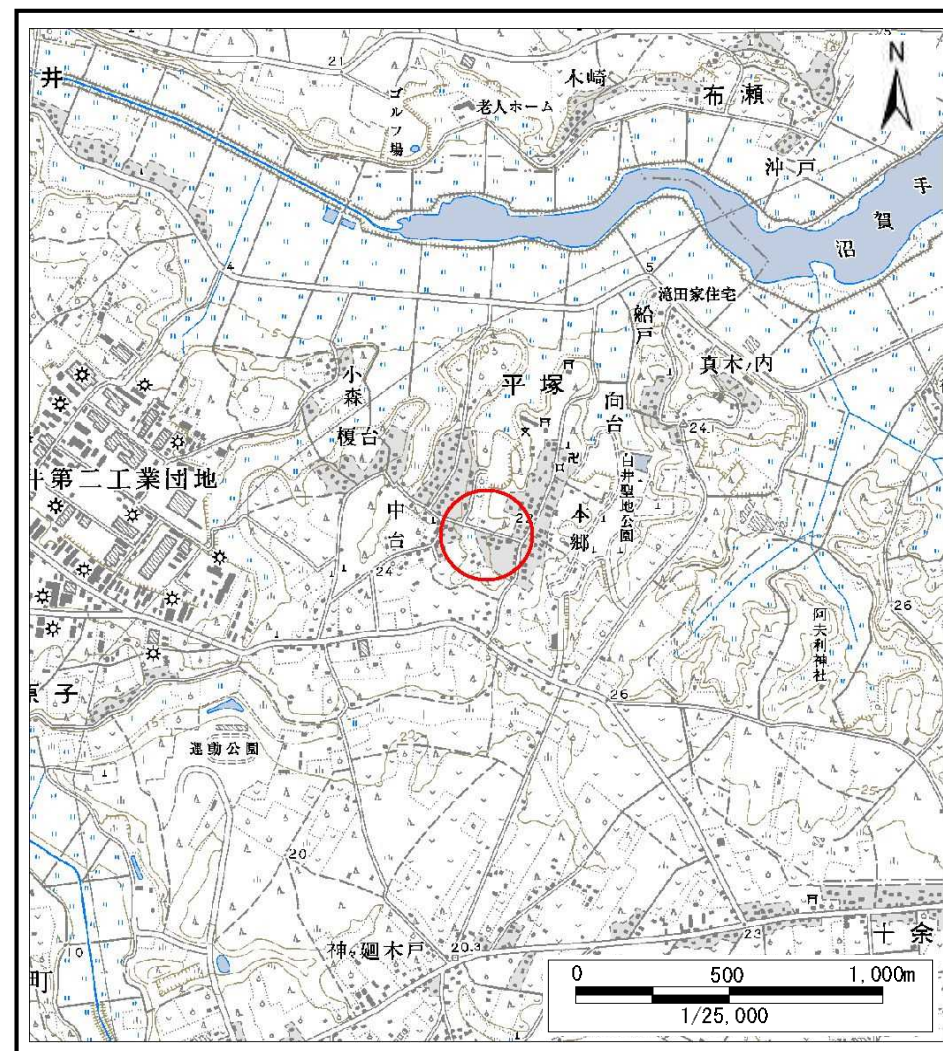 井
21
木崎
布瀬
N
ゴルフ場
老人ホーム
沖戸
手賀沼
4
5
滝田家住宅
船戸
真木ノ内
小森
平塚
向台
榎台
24.1
第二工業団地
中台
本郷
白井聖地公園
24
26
阿夫利神社
26
子
運動公園
20
神々廻木戸
20.3
23
十余
町
0 500 1,000m
1/25,000